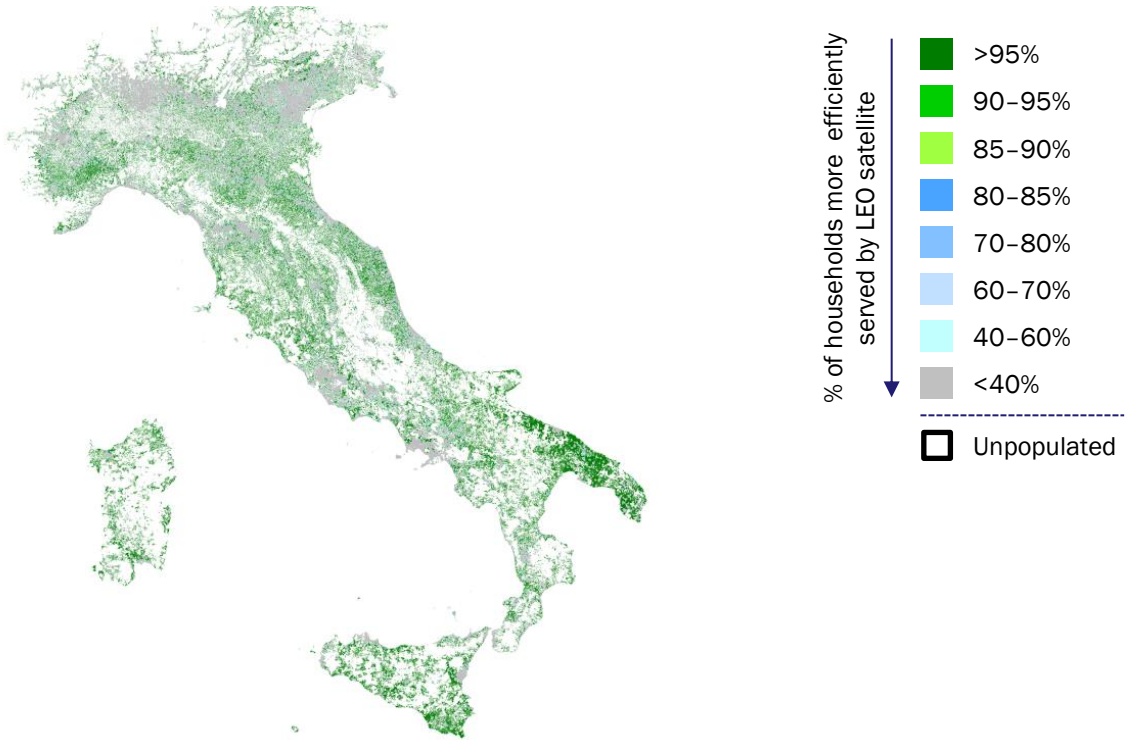 % of households more efficiently
served by LEO satellite
>95%
90–95%
85–90%
80–85%
70–80%
60–70%
40–60%
<40%
Unpopulated